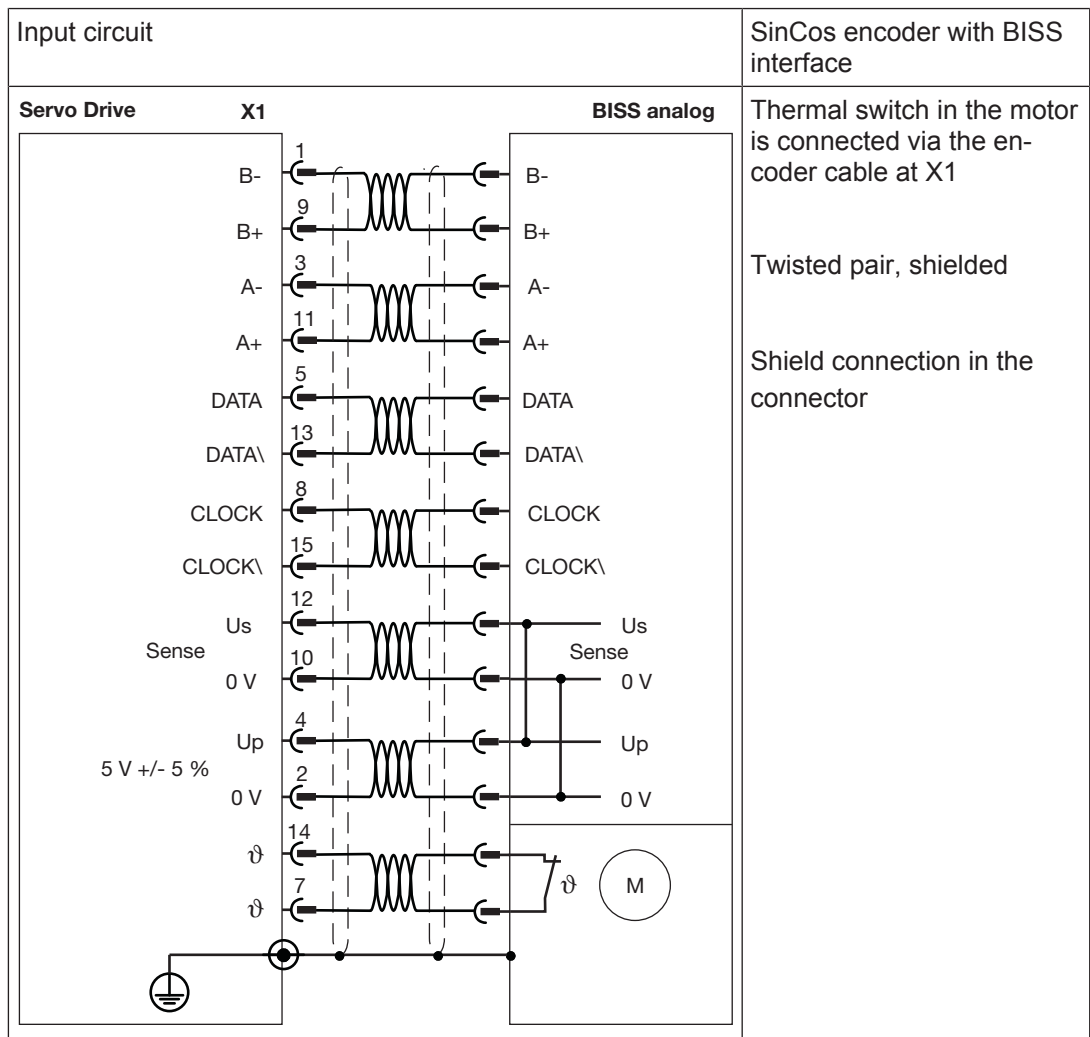 Input circuit
SinCos encoder with BISS
interface
Servo Drive X1 BISS analog
Thermal switch in the motor
is connected via the en-
coder cable at X1
Twisted pair, shielded
Shield connection in the
connector
1
B- B-
9
B+ B+
3
A- A-
11
A+ A+
5
DATA DATA
13
DATA\ DATA\
8
CLOCK CLOCK
15
CLOCK\ CLOCK\
12
Us Us
Sense Sense
10
0 V 0 V
4
Up Up
5 V +/- 5 %
2
0 V 0 V
14
ϑ
ϑ M
7
ϑ